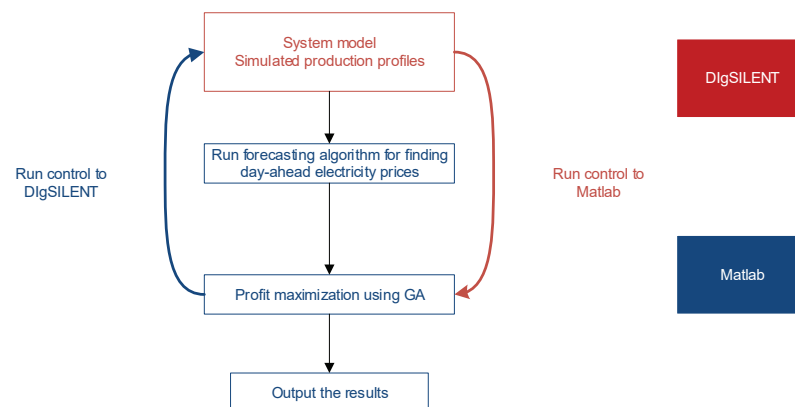 System model
Simulated production profiles
DIgSILENT
Run forecasting algorithm for finding
day-ahead electricity prices
Run control to
DIgSILENT
Run control to
Matlab
Profit maximization using GA
Matlab
Output the results